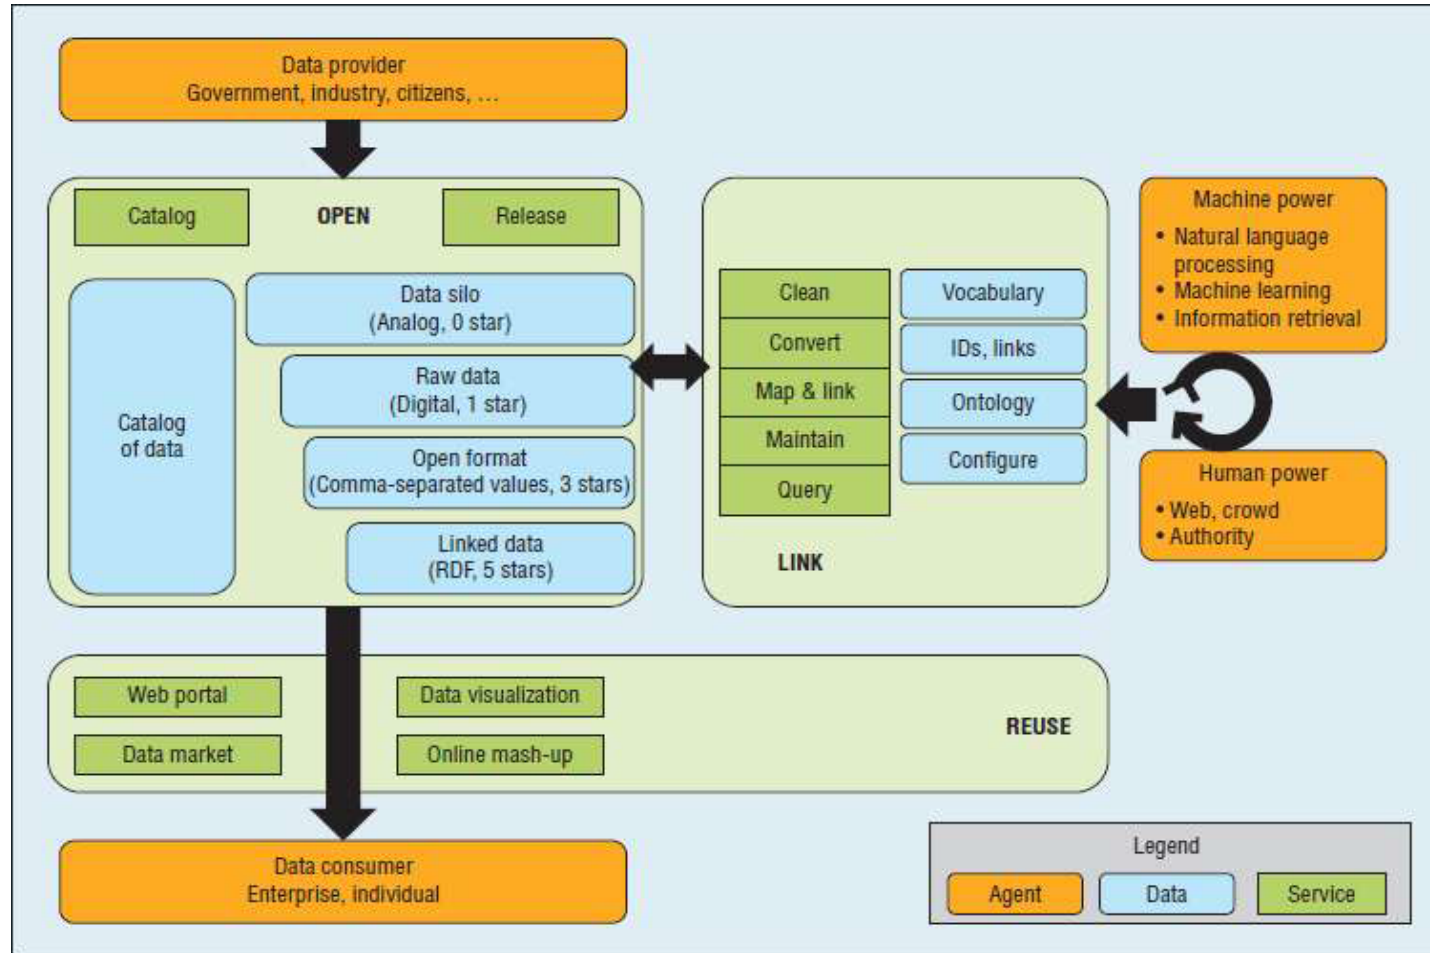 Data provider
Government, industry, citizens, …
Catalog
OPEN
Release
Catalog
of data
Data silo
(Analog, 0 star)
Raw data
(Digital, 1 star)
Open format
(Comma-separated values, 3 stars)
Linked data
(RDF, 5 stars)
Clean
Convert
Map & link
Maintain
Query
Vocabulary
IDs, links
Ontology
Configure
LINK
Machine power
• Natural language
processing
• Machine learning
• Information retrieval
Human power
• Web, crowd
• Authority
Web portal
Data visualization
Data market
Online mash-up
REUSE
Data consumer
Enterprise, individual
Legend
Agent
Data
Service